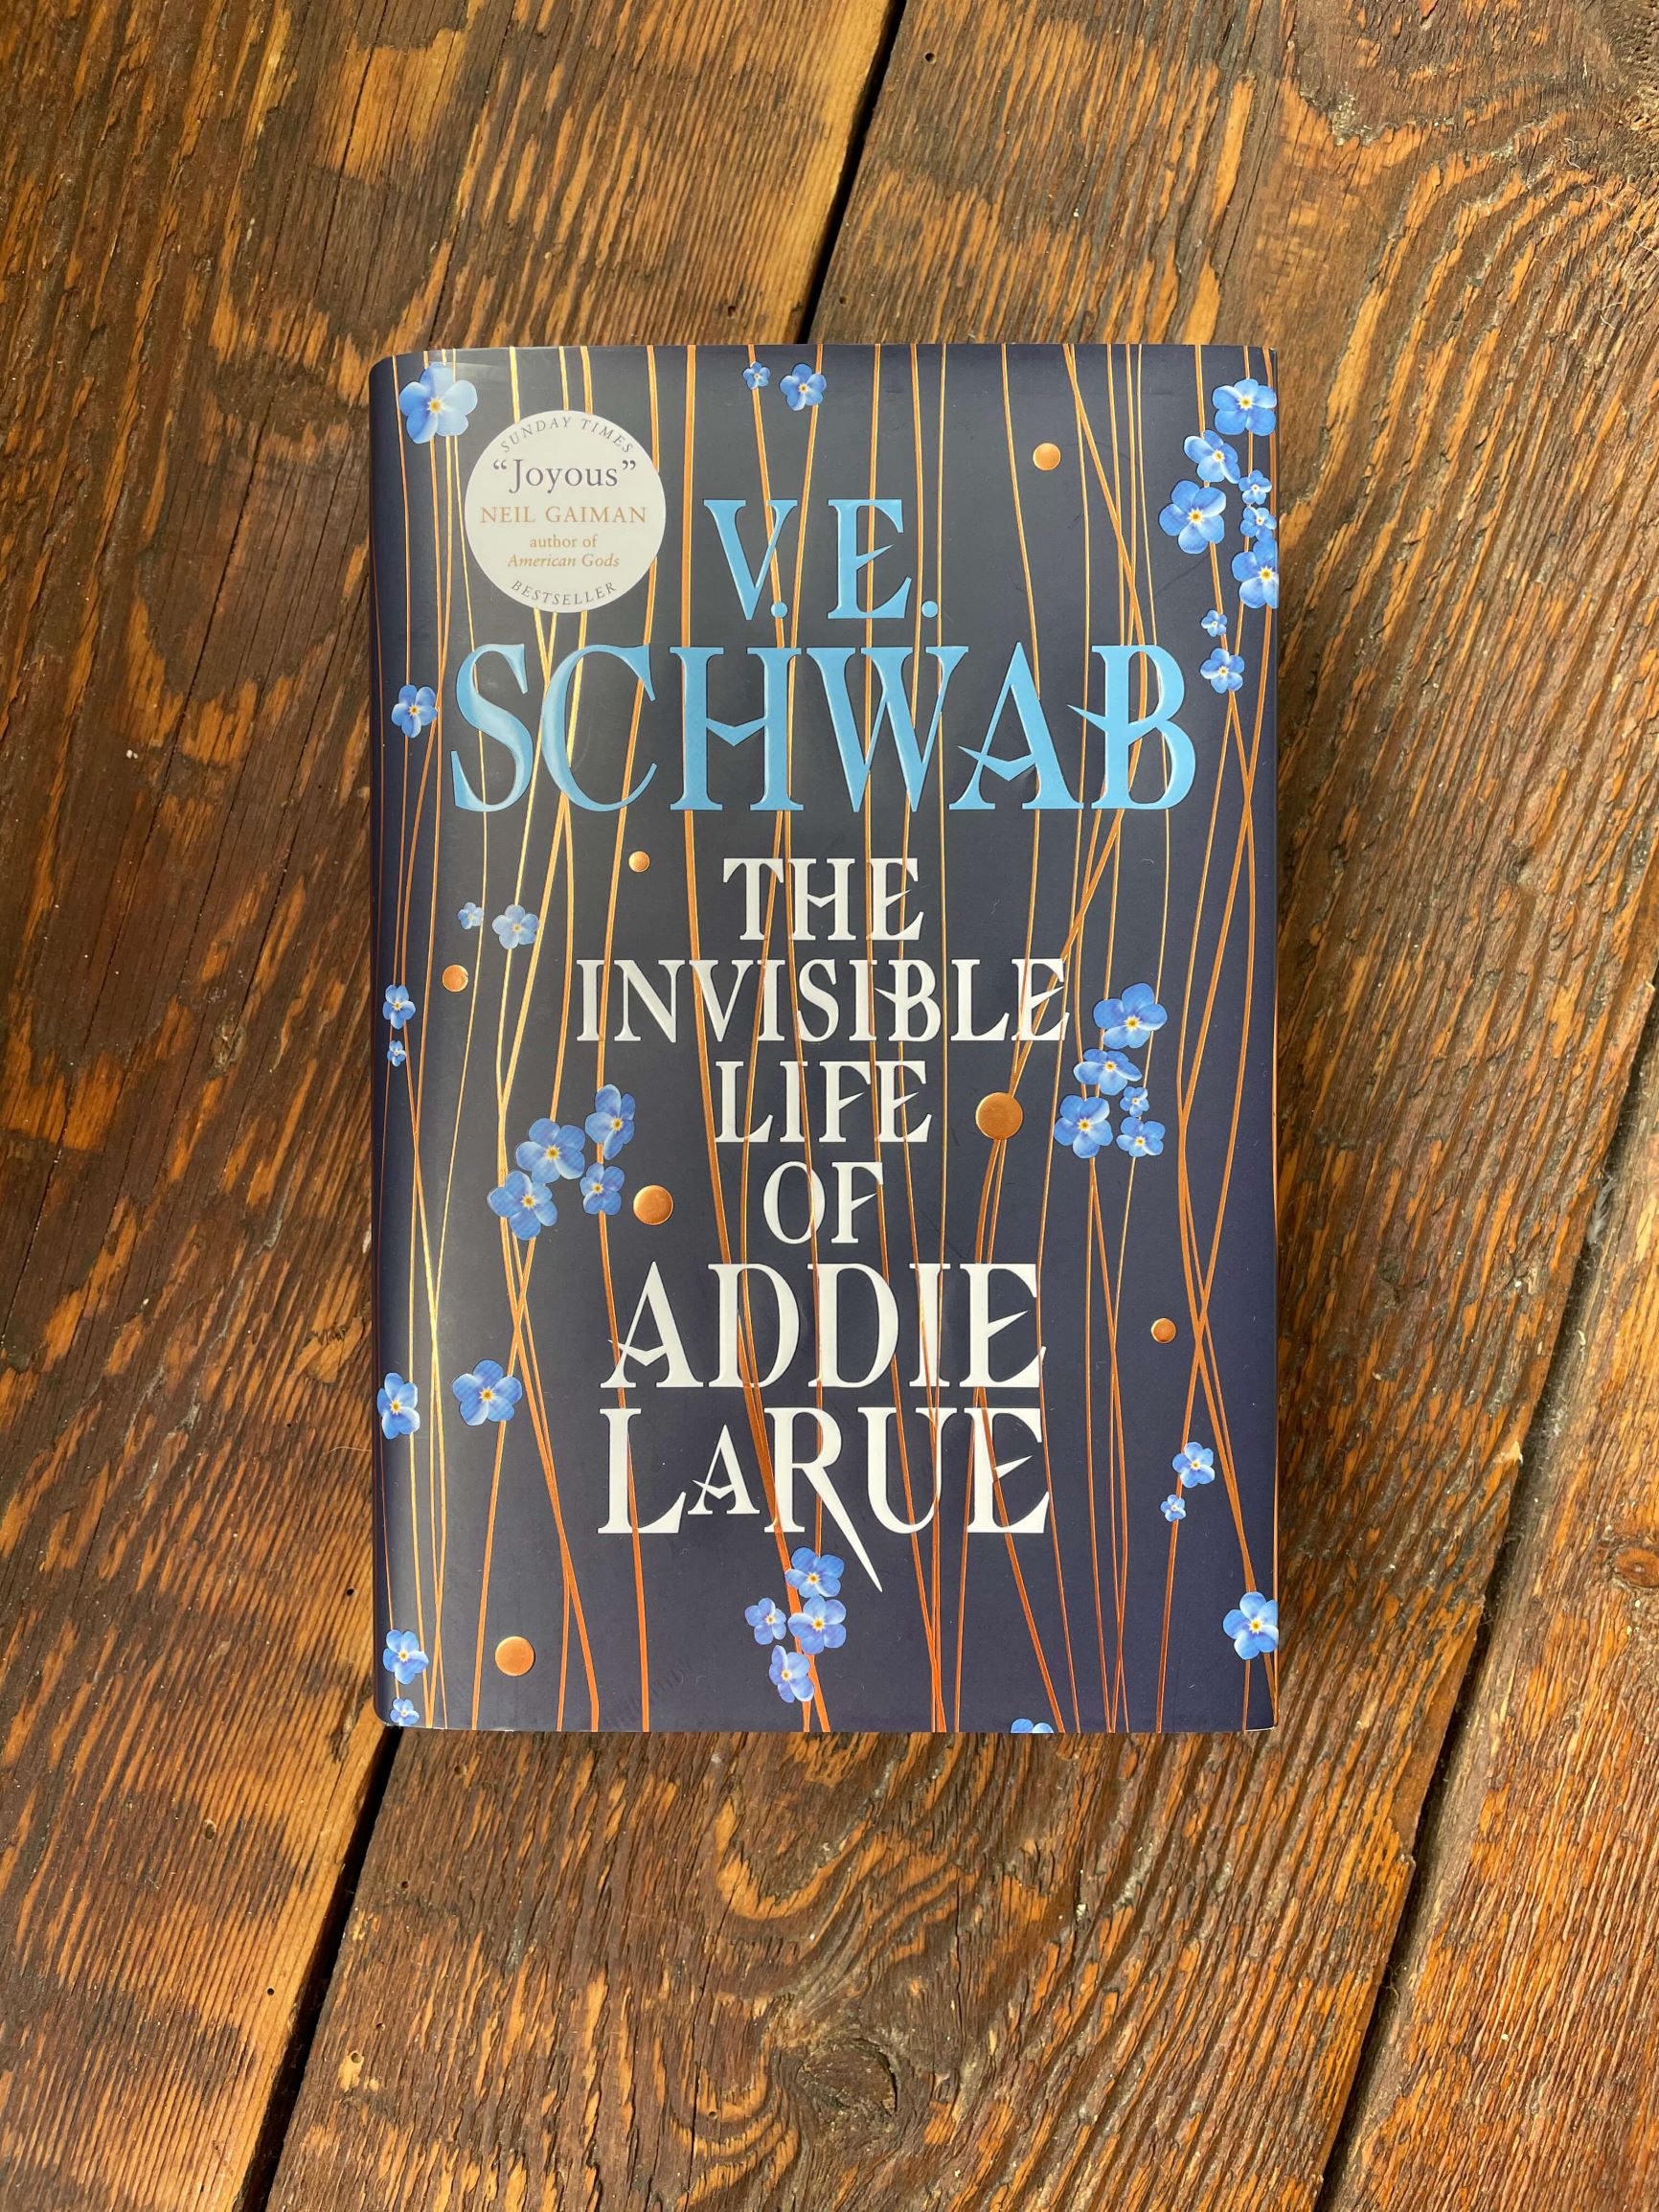 SUNDAY TIMES
“Joyous”
NEIL GAIMAN
author of
American Gods
BESTSELLER
V. E.
SCHWAB
THE
INVISIBLE
LIFE
OF
ADDIE
LARUE